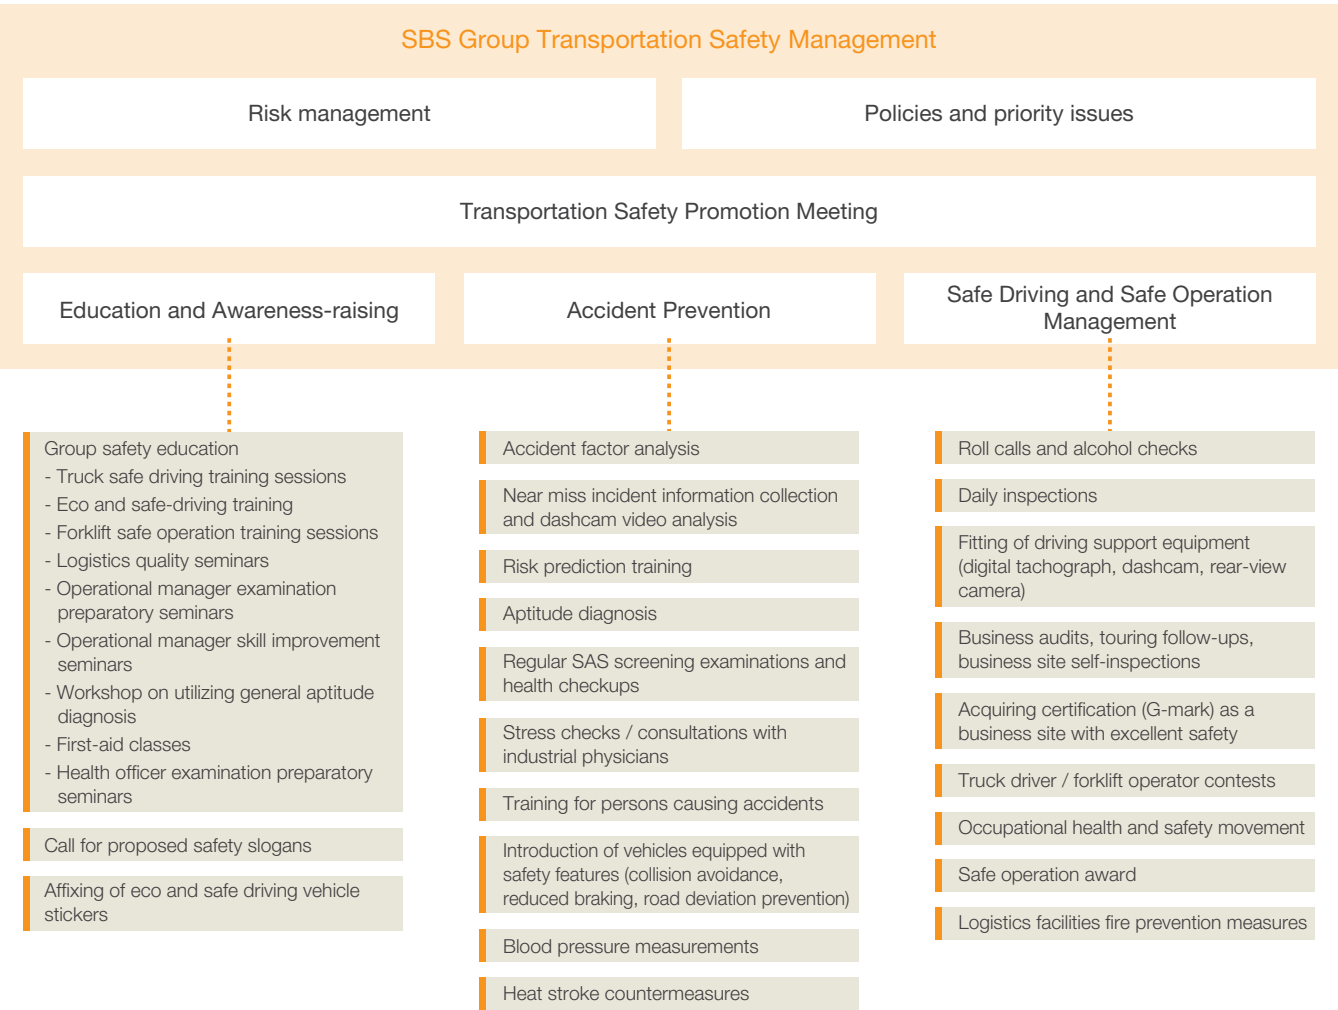 SBS Group Transportation Safety Management
Risk management
Policies and priority issues
Transportation Safety Promotion Meeting
Education and Awareness-raising
Accident Prevention
Safe Driving and Safe Operation
Management
Group safety education
- Truck safe driving training sessions
- Eco and safe-driving training
- Forklift safe operation training sessions
- Logistics quality seminars
- Operational manager examination
preparatory seminars
- Operational manager skill improvement
seminars
- Workshop on utilizing general aptitude
diagnosis
- First-aid classes
- Health officer examination preparatory
seminars
Call for proposed safety slogans
Affixing of eco and safe driving vehicle
stickers
Accident factor analysis
Near miss incident information collection
and dashcam video analysis
Risk prediction training
Aptitude diagnosis
Regular SAS screening examinations and
health checkups
Stress checks / consultations with
industrial physicians
Training for persons causing accidents
Introduction of vehicles equipped with
safety features (collision avoidance,
reduced braking, road deviation prevention)
Blood pressure measurements
Heat stroke countermeasures
Roll calls and alcohol checks
Daily inspections
Fitting of driving support equipment
(digital tachograph, dashcam, rear-view
camera)
Business audits, touring follow-ups,
business site self-inspections
Acquiring certification (G-mark) as a
business site with excellent safety
Truck driver / forklift operator contests
Occupational health and safety movement
Safe operation award
Logistics facilities fire prevention measures